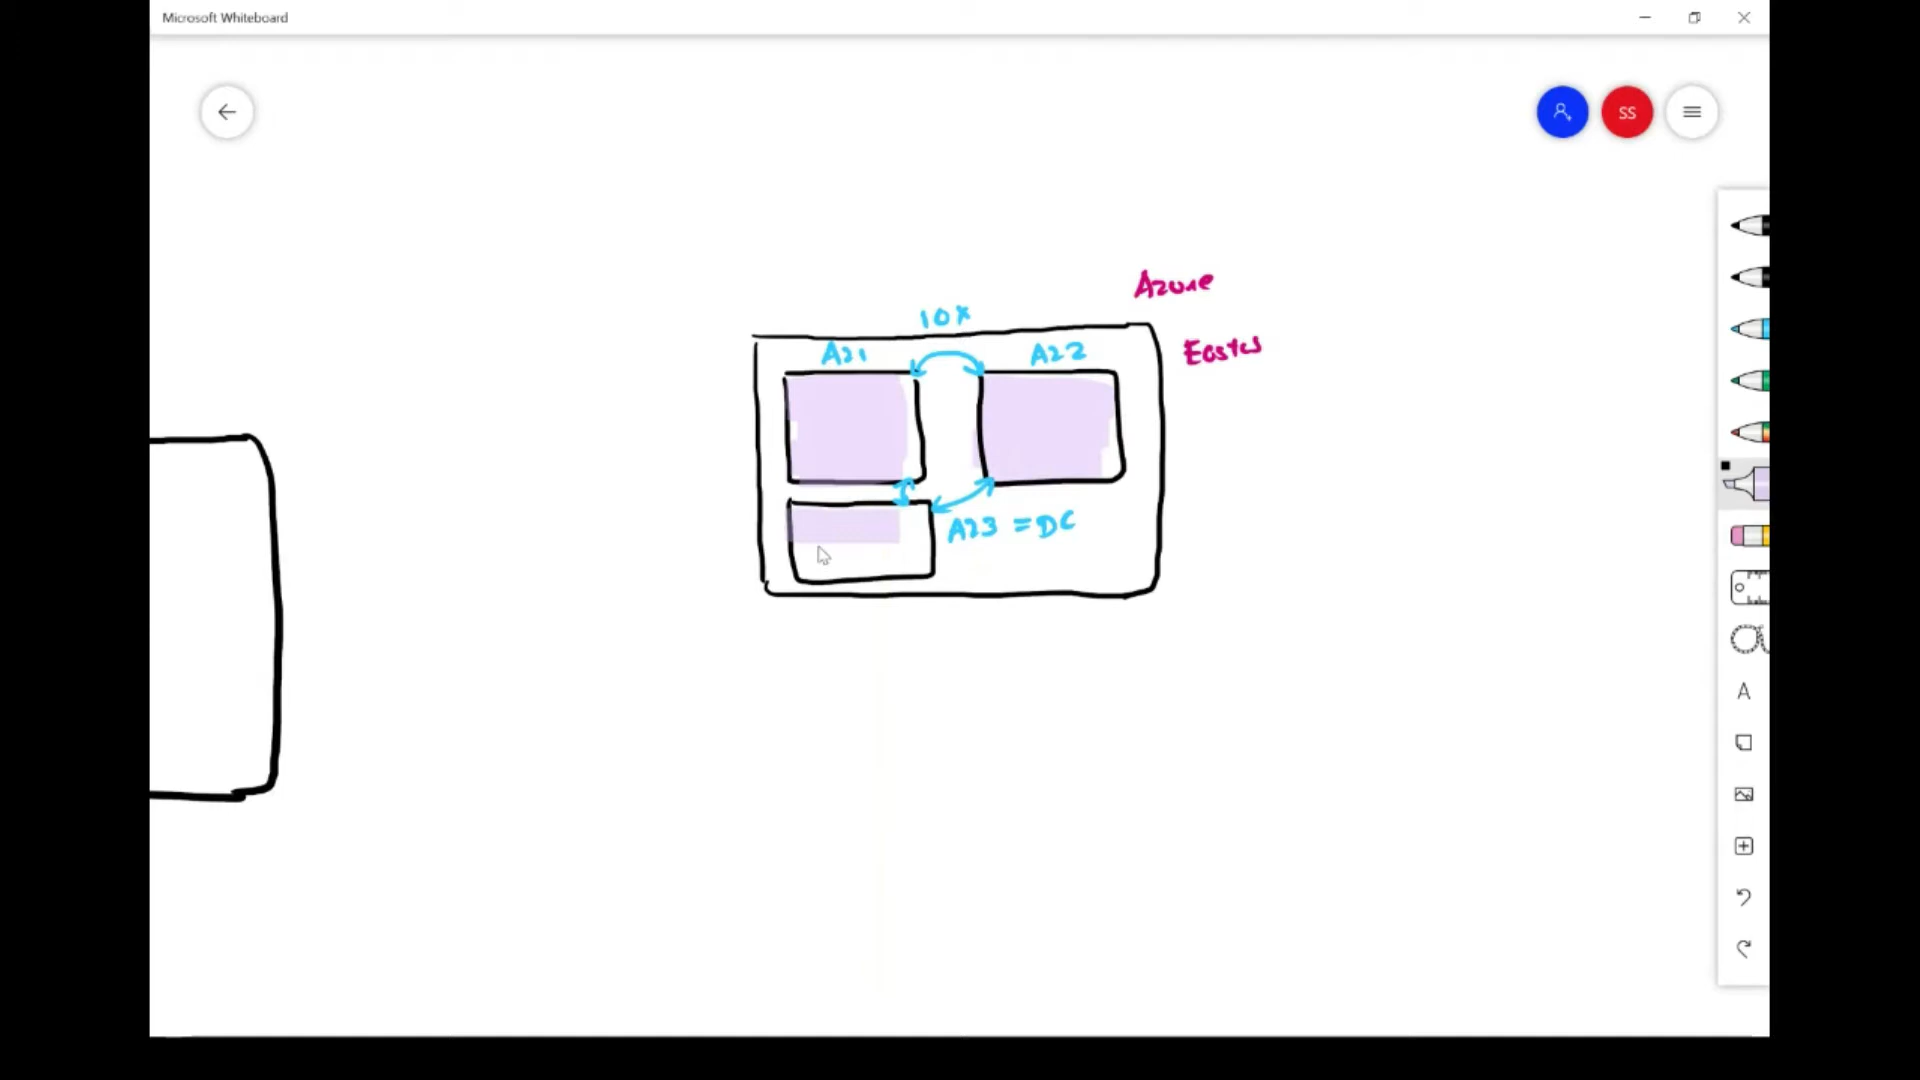 Microsoft Whiteboard
SS
Azure
10x
Eastus
AZ1
AZ2
AZ3 = DC
A